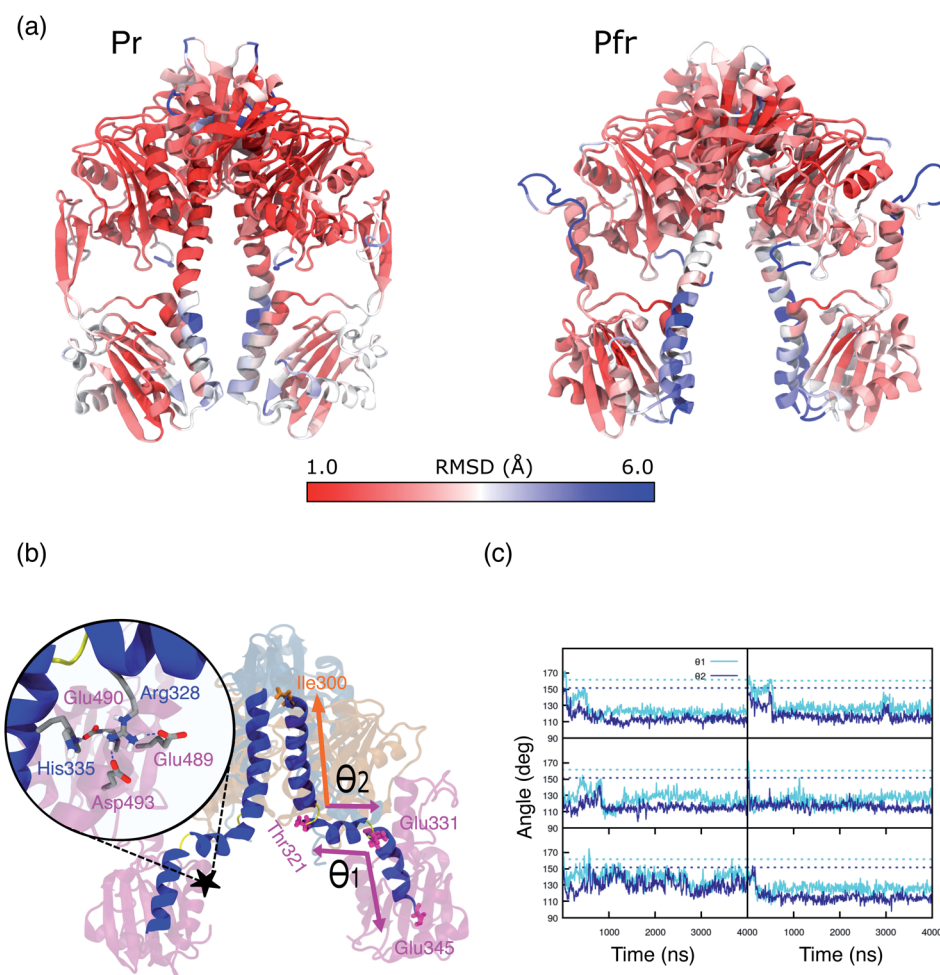 (a)
Pr
Pfr
1.0 RMSD (Å) 6.0
(b)
(c)
Glu490
Arg328
His335
Glu489
Asp493
Ile300
θ2
Glu331
Thr321
θ1
Glu345
θ1
θ2
Angle (deg)
170
150
130
110
90
170
150
130
110
90
170
150
130
110
90
1000 2000 3000 4000 1000 2000 3000 4000
Time (ns) Time (ns)